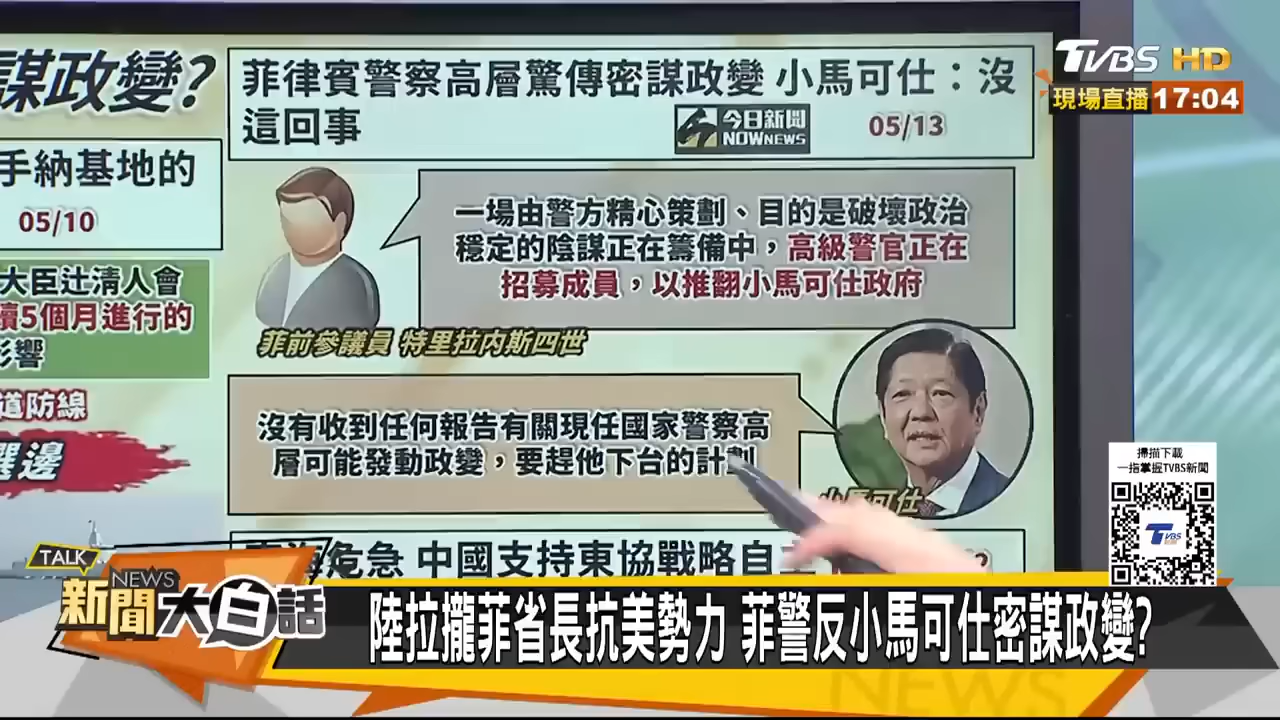 謀政變?
手納基地的
05/10
大臣辻清人會
續5個月進行的
影響
道防線
選邊
菲律賓警察高層驚傳密謀政變 小馬可仕：沒
這回事
今日新聞
NOWNEWS
05/13
一場由警方精心策劃、目的是破壞政治
穩定的陰謀正在籌備中，高級警官正在
招募成員，以推翻小馬可仕政府
菲前參議員 特里拉內斯四世
沒有收到任何報告有關現任國家警察高
層可能發動政變，要趕他下台的計劃
小馬可仕
南海危急 中國支持東協戰略自主
TVBS HD
現場直播 17:04
掃描下載
一指掌握TVBS新聞
TVBS
TALK
NEWS
新聞大白話
陸拉攏菲省長抗美勢力 菲警反小馬可仕密謀政變?
NEWS